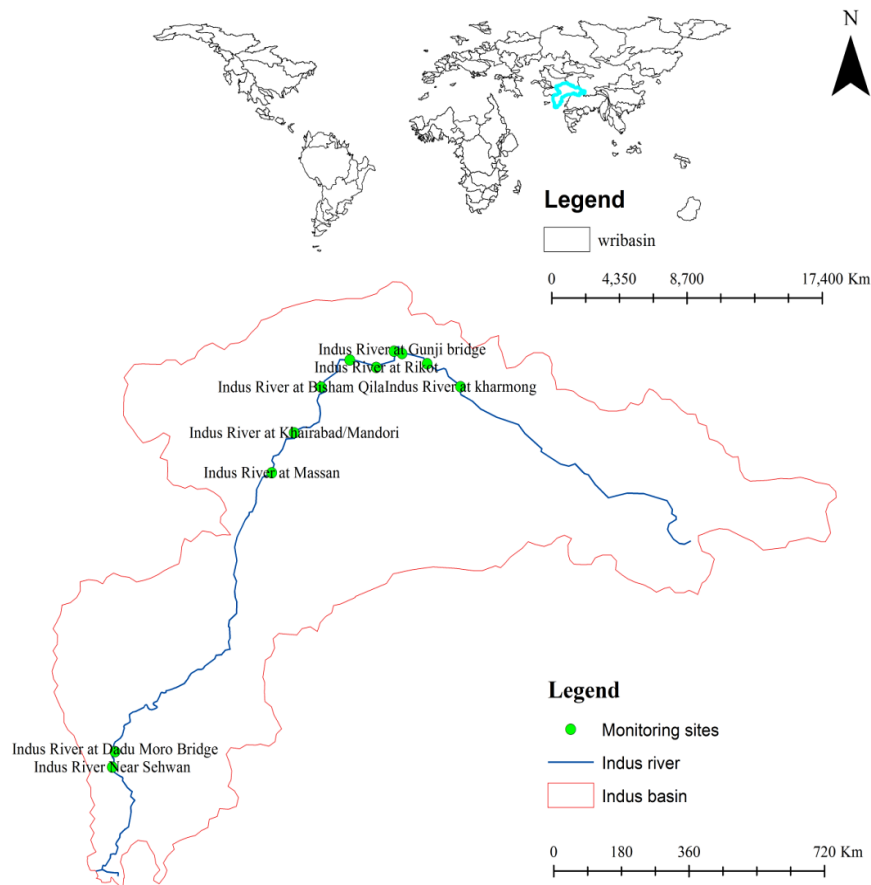 N
Legend
wribasin
0 4,350 8,700 17,400 Km
Indus River at Gunji bridge
Indus River at Rikot
Indus River at Bisham Qila
Indus River at kharmong
Indus River at Khairabad/Mandori
Indus River at Massan
Legend
Monitoring sites
Indus River at Dadu Moro Bridge
Indus River Near Sehwan
Indus river
Indus basin
0 180 360 720 Km